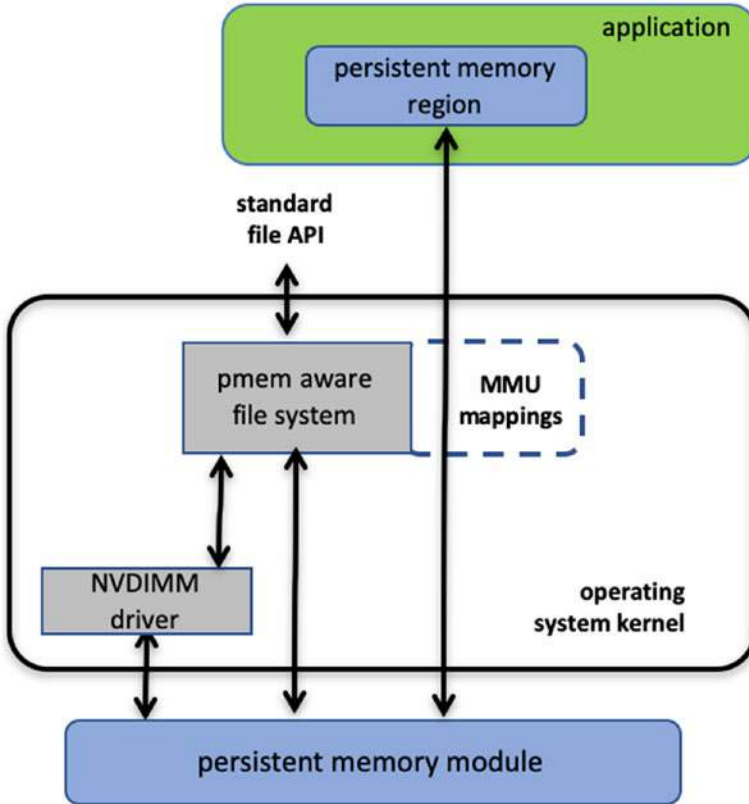 application
persistent memory
region
standard
file API
pmem aware
file system
MMU
mappings
NVDIMM
driver
operating
system kernel
persistent memory module